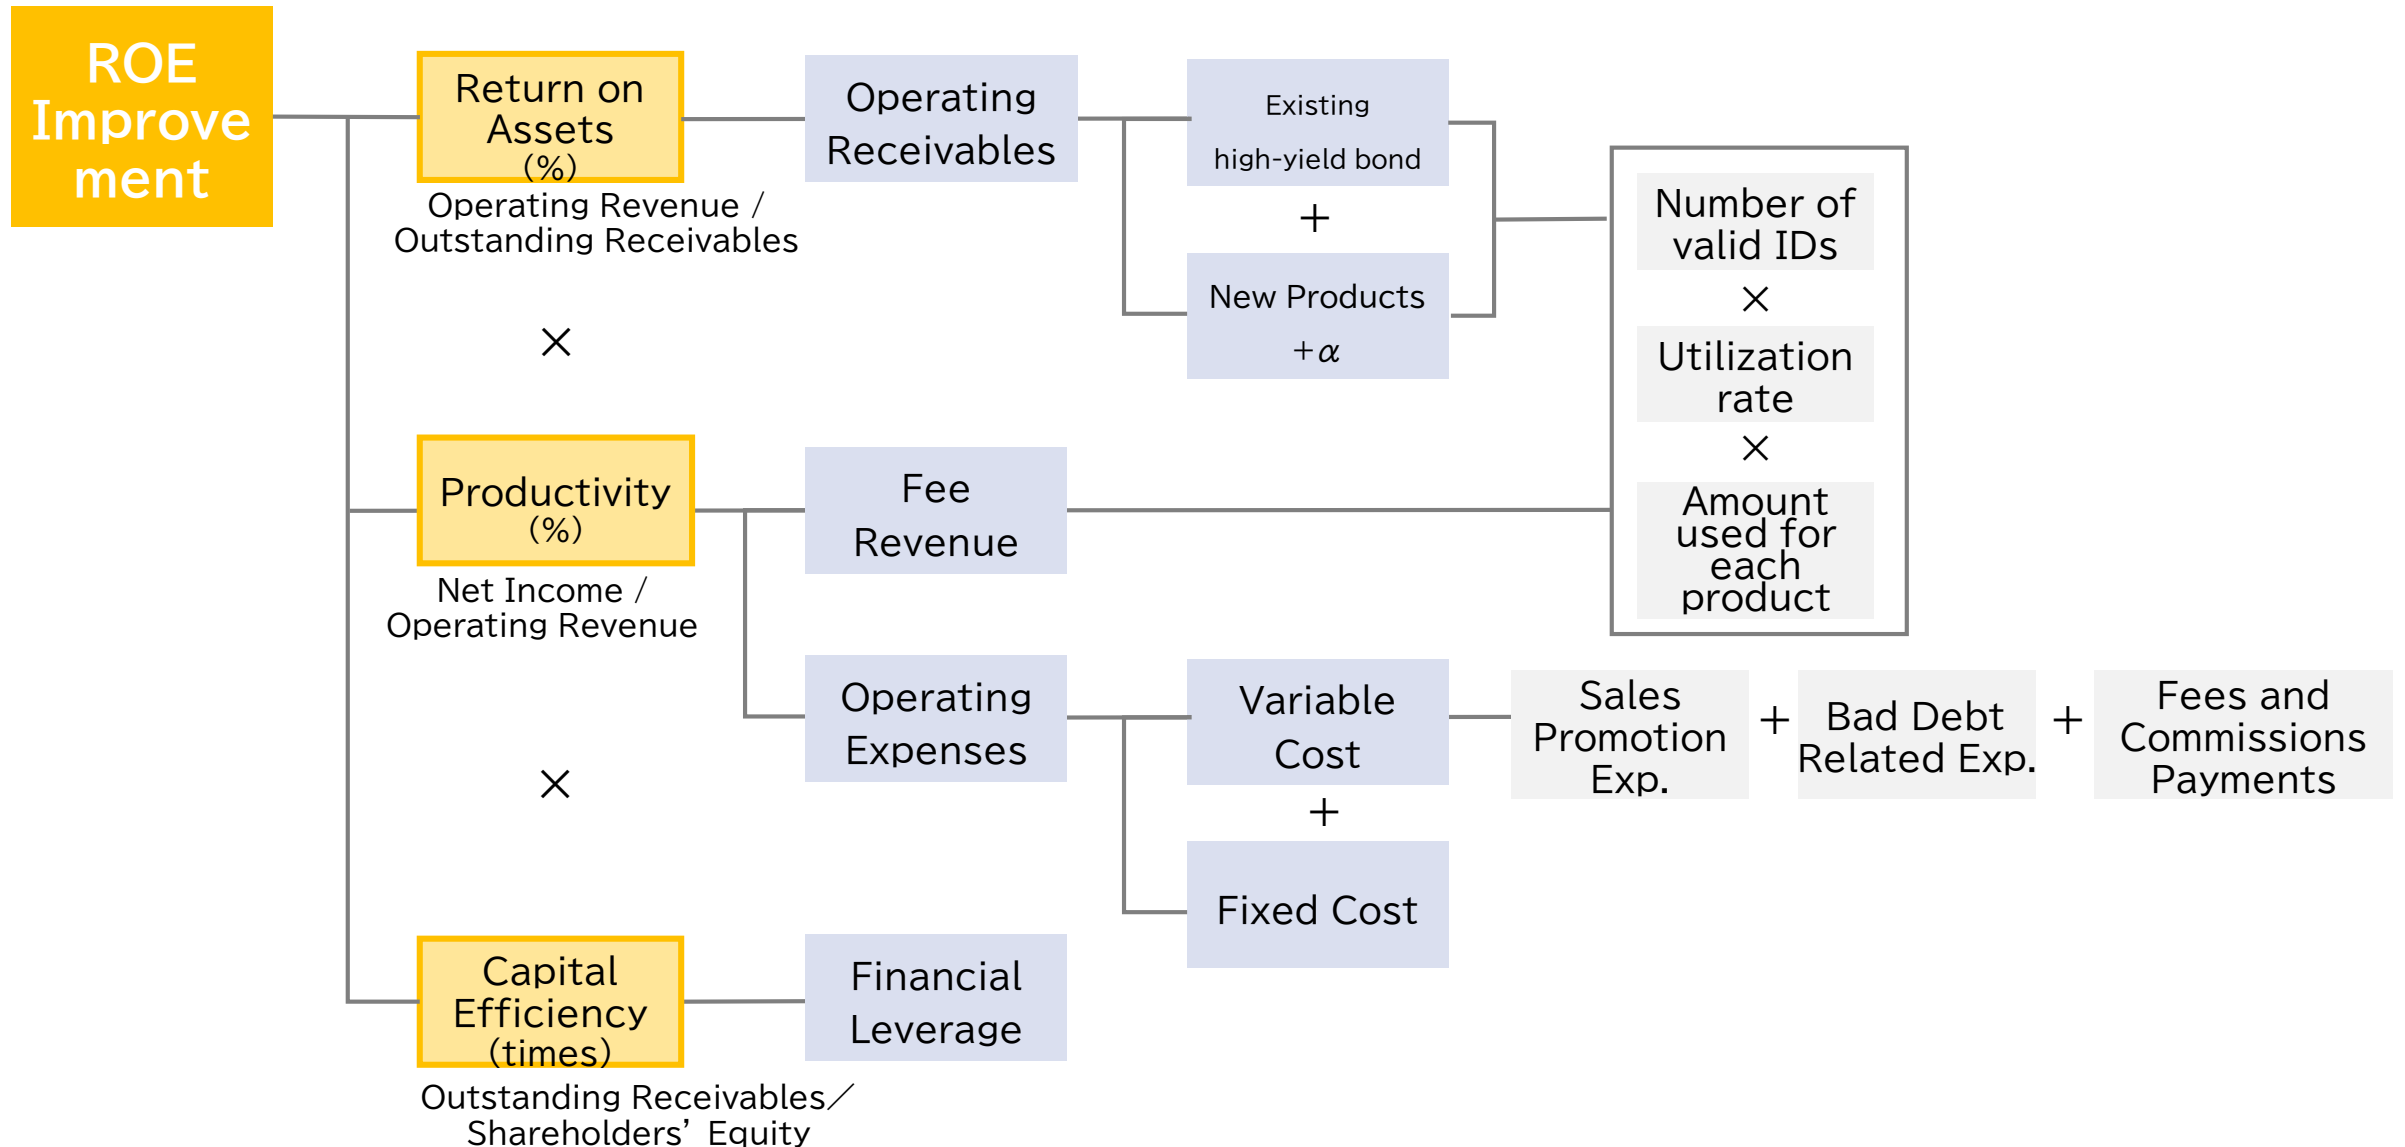 ROE
Improve
ment
Return on
Assets
(%)
Operating Revenue /
Outstanding Receivables
×
Productivity
(%)
Net Income /
Operating Revenue
×
Capital
Efficiency
(times)
Outstanding Receivables／
Shareholders’ Equity
Operating
Receivables
Fee
Revenue
Operating
Expenses
Financial
Leverage
Existing
high-yield bond
+
New Products
+α
Variable
Cost
+
Fixed Cost
Number of
valid IDs
×
Utilization
rate
×
Amount
used for
each
product
Sales
Promotion
Exp.
+
Bad Debt
Related Exp.
+
Fees and
Commissions
Payments